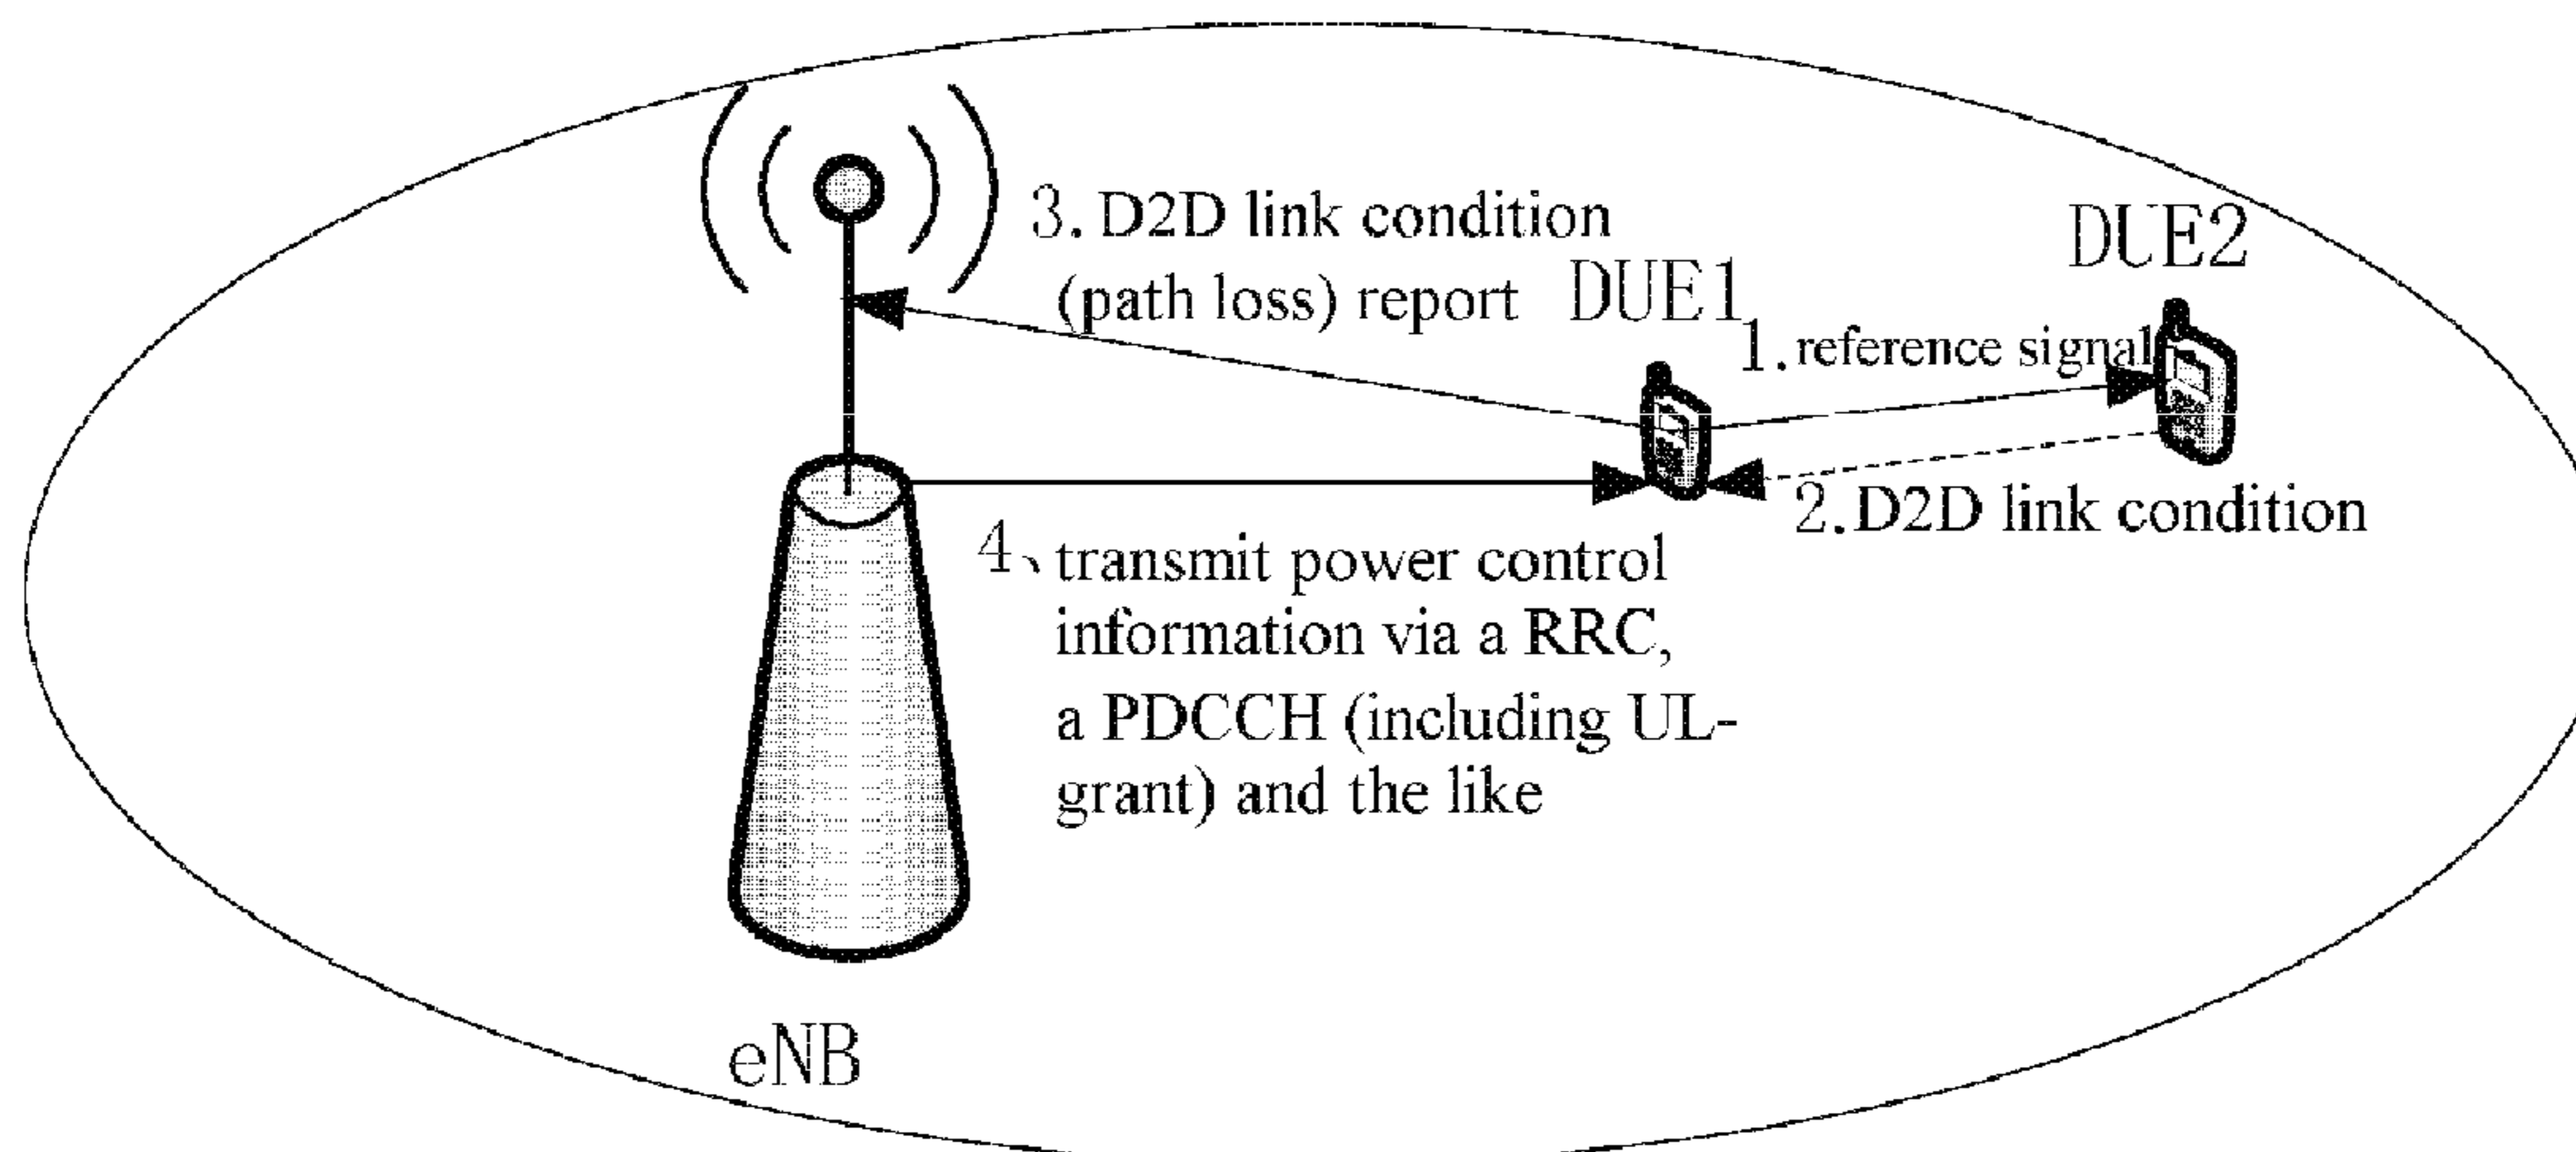 3. D2D link condition
(path loss) report
DUE1
DUE2
1. reference signal
2. D2D link condition
4、transmit power control
information via a RRC,
a PDCCH (including UL-
grant) and the like
eNB